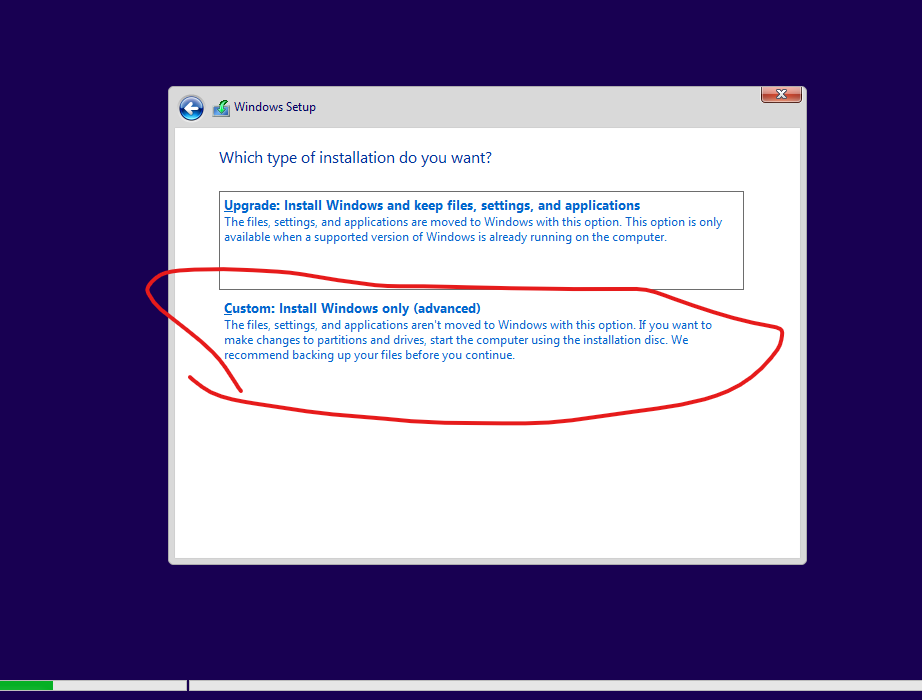 Windows Setup
Which type of installation do you want?
Upgrade: Install Windows and keep files, settings, and applications
The files, settings, and applications are moved to Windows with this option. This option is only
available when a supported version of Windows is already running on the computer.
Custom: Install Windows only (advanced)
The files, settings, and applications aren't moved to Windows with this option. If you want to
make changes to partitions and drives, start the computer using the installation disc. We
recommend backing up your files before you continue.